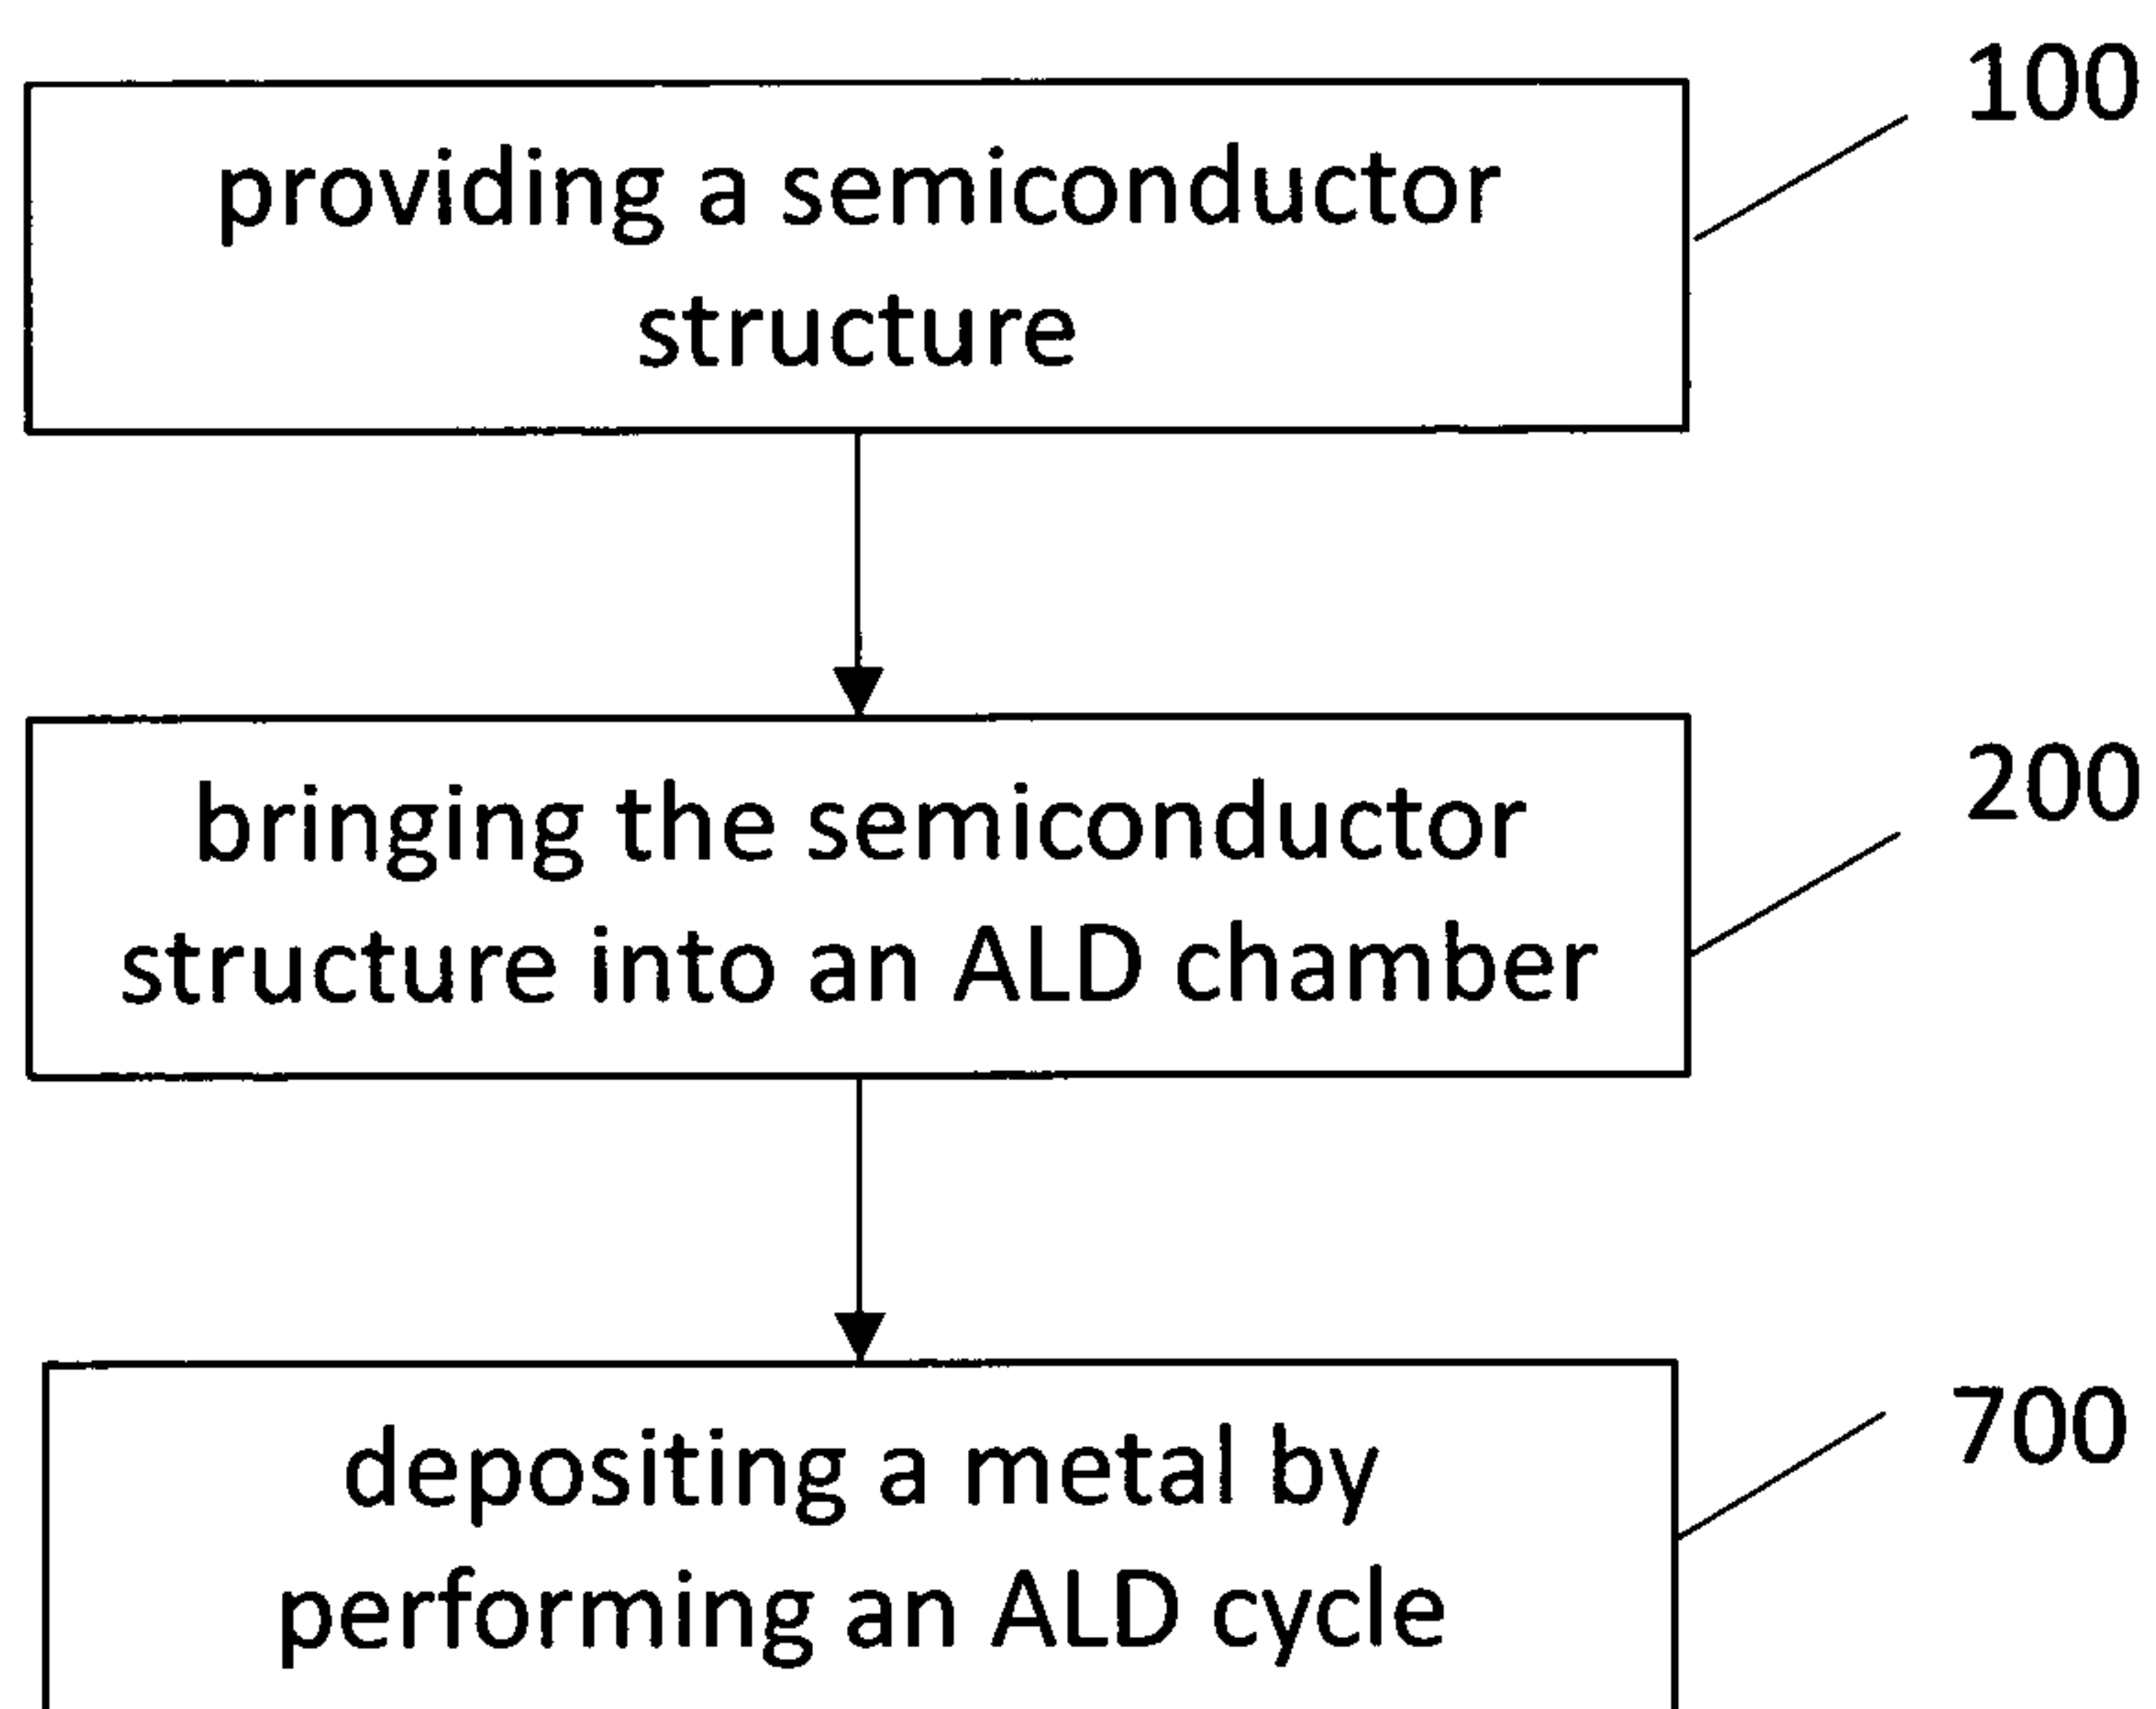 100
providing a semiconductor
structure
200
bringing the semiconductor
structure into an ALD chamber
700
depositing a metal by
performing an ALD cycle